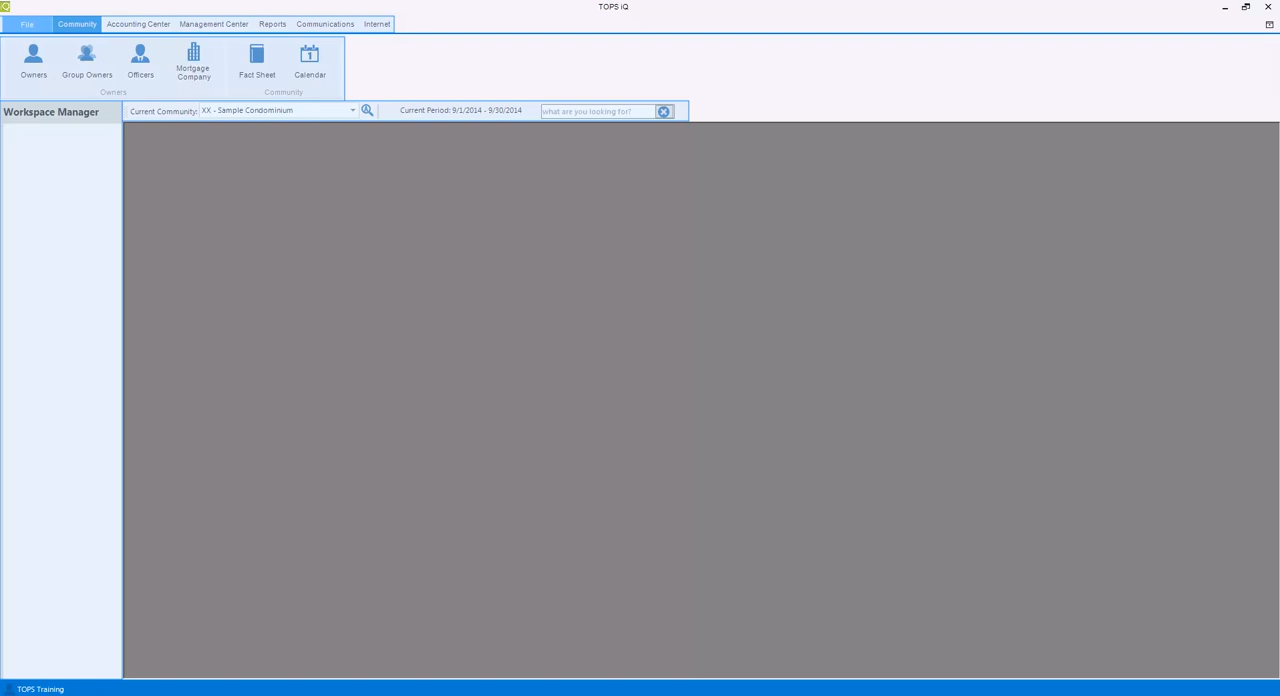 TOPS iQ
File Community Accounting Center Management Center Reports Communications Internet
Owners Group Owners Officers Mortgage Company Fact Sheet 1 Calendar
Owners Community
Workspace Manager Current Community: XX - Sample Condominium Current Period: 9/1/2014 - 9/30/2014 what are you looking for?
TOPS Training